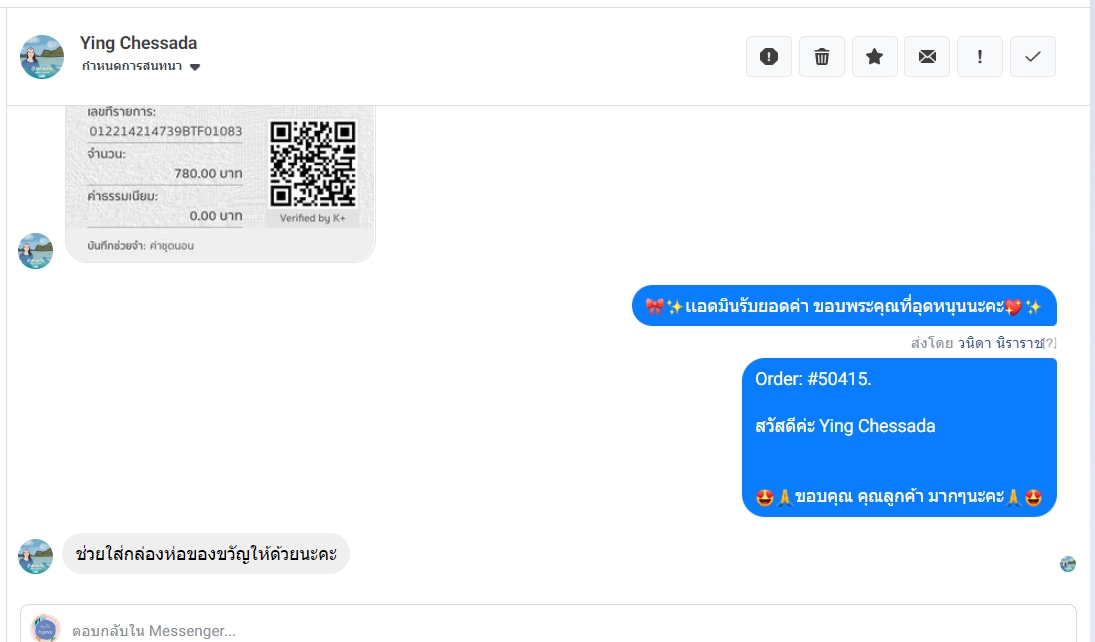 Ying Chessada
กำหนดการสนทนา
เลขที่รายการ:
012214214739BTF01083
จำนวน:
780.00 บาท
ค่าธรรมเนียม:
0.00 บาท
Verified by K+
บันทึกช่วยจำ: ค่าชุดนอน
🎀✨แอดมินรับยอดค่า ขอบพระคุณที่อุดหนุนนะคะ💖✨
ส่งโดย วนิดา นิราราช[?]
Order: #50415.
สวัสดีค่ะ Ying Chessada
🤩🙏ขอบคุณ คุณลูกค้า มากๆนะคะ🙏🤩
ช่วยใส่กล่องห่อของขวัญให้ด้วยนะคะ
ตอบกลับใน Messenger...